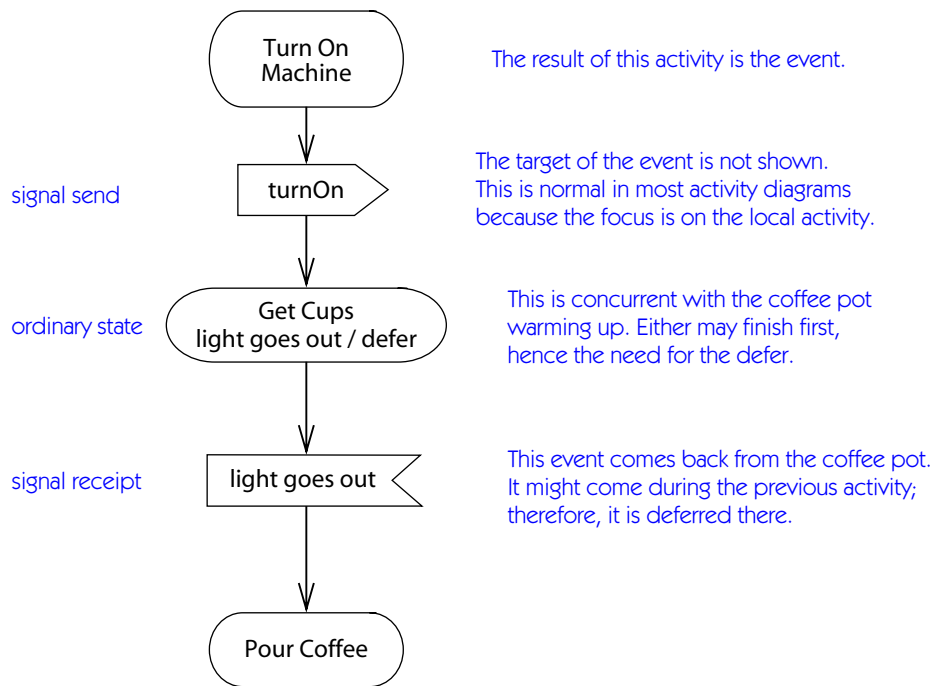 Turn On
Machine
The result of this activity is the event.
signal send
turnOn
The target of the event is not shown.
This is normal in most activity diagrams
because the focus is on the local activity.
ordinary state
Get Cups
light goes out / defer
This is concurrent with the coffee pot
warming up. Either may finish first,
hence the need for the defer.
signal receipt
light goes out
This event comes back from the coffee pot.
It might come during the previous activity;
therefore, it is deferred there.
Pour Coffee